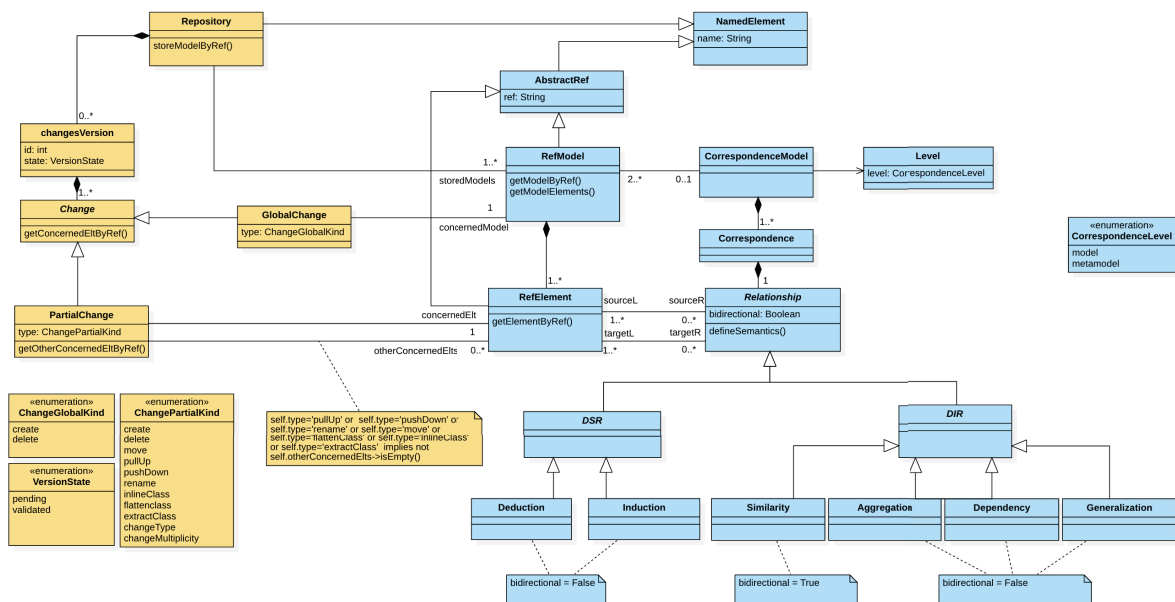 Repository
storeModelByRef()
NamedElement
name: String
AbstractRef
ref: String
0..*
changesVersion
id: int
state: VersionState
1..*
Change
getConcernedEltByRef()
GlobalChange
type: ChangeGlobalKind
1..*
storedModels
1
concernedModel
RefModel
getModelByRef()
getModelElements()
2..*
0..1
CorrespondenceModel
Level
level: CorrespondenceLevel
1..*
Correspondence
1
«enumeration»
CorrespondenceLevel
model
metamodel
1..*
PartialChange
type: ChangePartialKind
getOtherConcernedEltByRef()
concernedElt
1
otherConcernedElts
0..*
RefElement
getElementByRef()
sourceL
sourceR
1..*
0..*
targetL
targetR
1..*
0..*
Relationship
bidirectional: Boolean
defineSemantics()
«enumeration»
ChangeGlobalKind
create
delete
«enumeration»
VersionState
pending
validated
«enumeration»
ChangePartialKind
create
delete
move
pullUp
pushDown
rename
inlineClass
flattenclass
extractClass
changeType
changeMultiplicity
self.type='pullUp' or self.type='pushDown' or
self.type='rename' or self.type='move' or
self.type='flattenClass' or self.type='inlineClass'
or self.type='extractClass' implies not
self.otherConcernedElts->isEmpty()
DSR
DIR
Deduction
Induction
Similarity
Aggregation
Dependency
Generalization
bidirectional = False
bidirectional = True
bidirectional = False